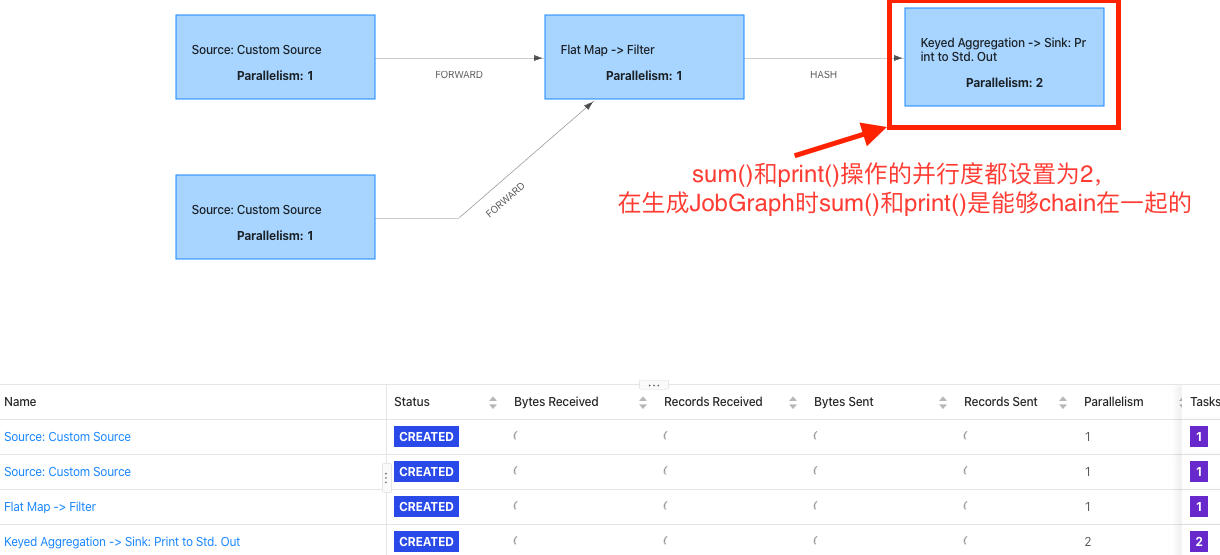 Source: Custom Source
Parallelism: 1
FORWARD
Flat Map -> Filter
Parallelism: 1
HASH
Keyed Aggregation -> Sink: Pr
int to Std. Out
Parallelism: 2
sum()和print()操作的并行度都设置为2，
在生成JobGraph时sum()和print()是能够chain在一起的
Source: Custom Source
Parallelism: 1
FORWARD
Name Status Bytes Received Records Received Bytes Sent Records Sent Parallelism Tasks
Source: Custom Source CREATED 1 1
Source: Custom Source CREATED 1 1
Flat Map -> Filter CREATED 1 1
Keyed Aggregation -> Sink: Print to Std. Out CREATED 2 2